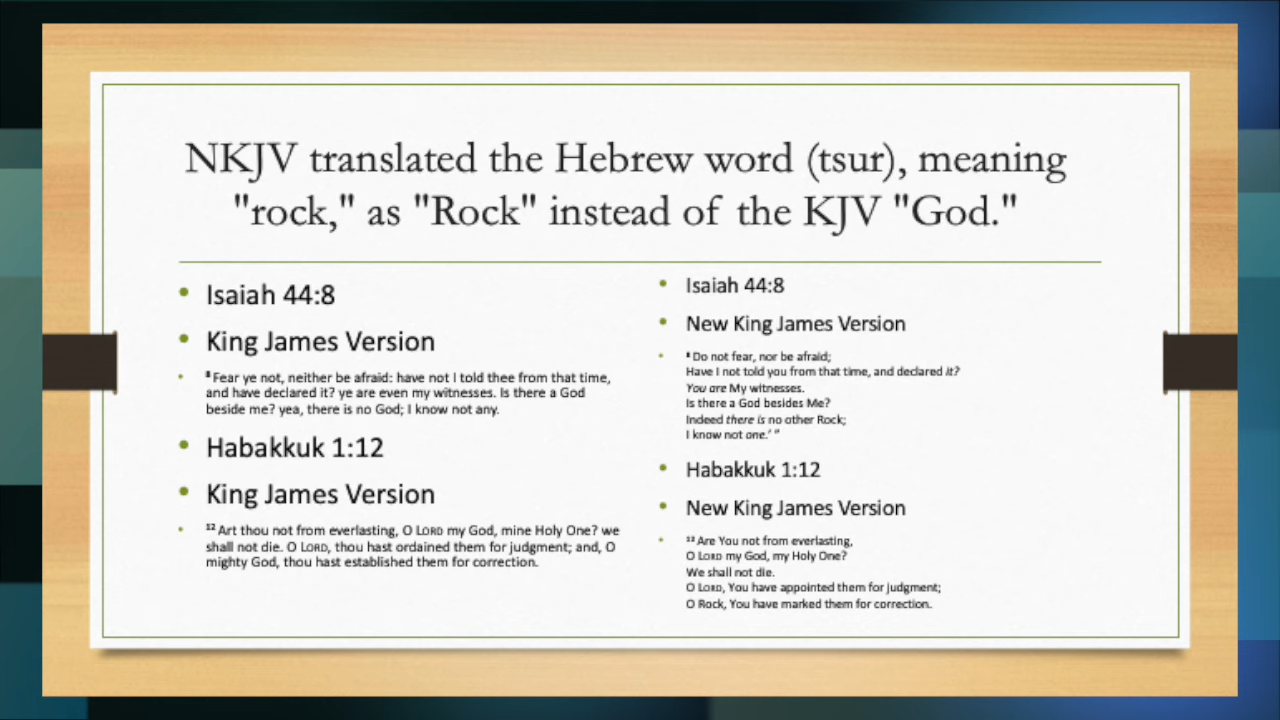 NKJV translated the Hebrew word (tsur), meaning
"rock," as "Rock" instead of the KJV "God."
• Isaiah 44:8
• King James Version
• 8 Fear ye not, neither be afraid: have not I told thee from that time,
and have declared it? ye are even my witnesses. Is there a God
beside me? yea, there is no God; I know not any.
• Habakkuk 1:12
• King James Version
• 12 Art thou not from everlasting, O LORD my God, mine Holy One? we
shall not die. O LORD, thou hast ordained them for judgment; and, O
mighty God, thou hast established them for correction.
• Isaiah 44:8
• New King James Version
• 8 Do not fear, nor be afraid;
Have I not told you from that time, and declared it?
You are My witnesses.
Is there a God besides Me?
Indeed there is no other Rock;
I know not one.’ ”
• Habakkuk 1:12
• New King James Version
• 12 Are You not from everlasting,
O LORD my God, my Holy One?
We shall not die.
O LORD, You have appointed them for judgment;
O Rock, You have marked them for correction.